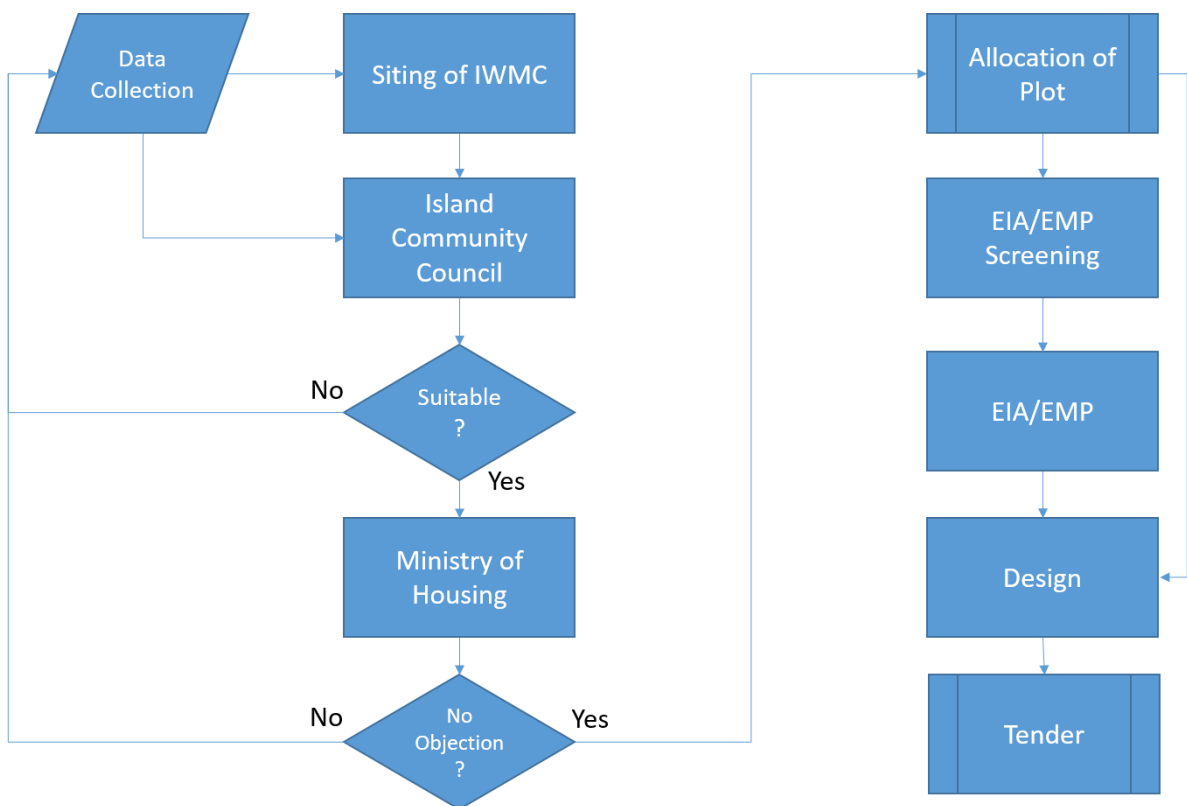 Data
Collection
Siting of IWMC
Island
Community
Council
No
Suitable
?
Yes
Ministry of
Housing
No
No
Objection
?
Yes
Allocation of
Plot
EIA/EMP
Screening
EIA/EMP
Design
Tender